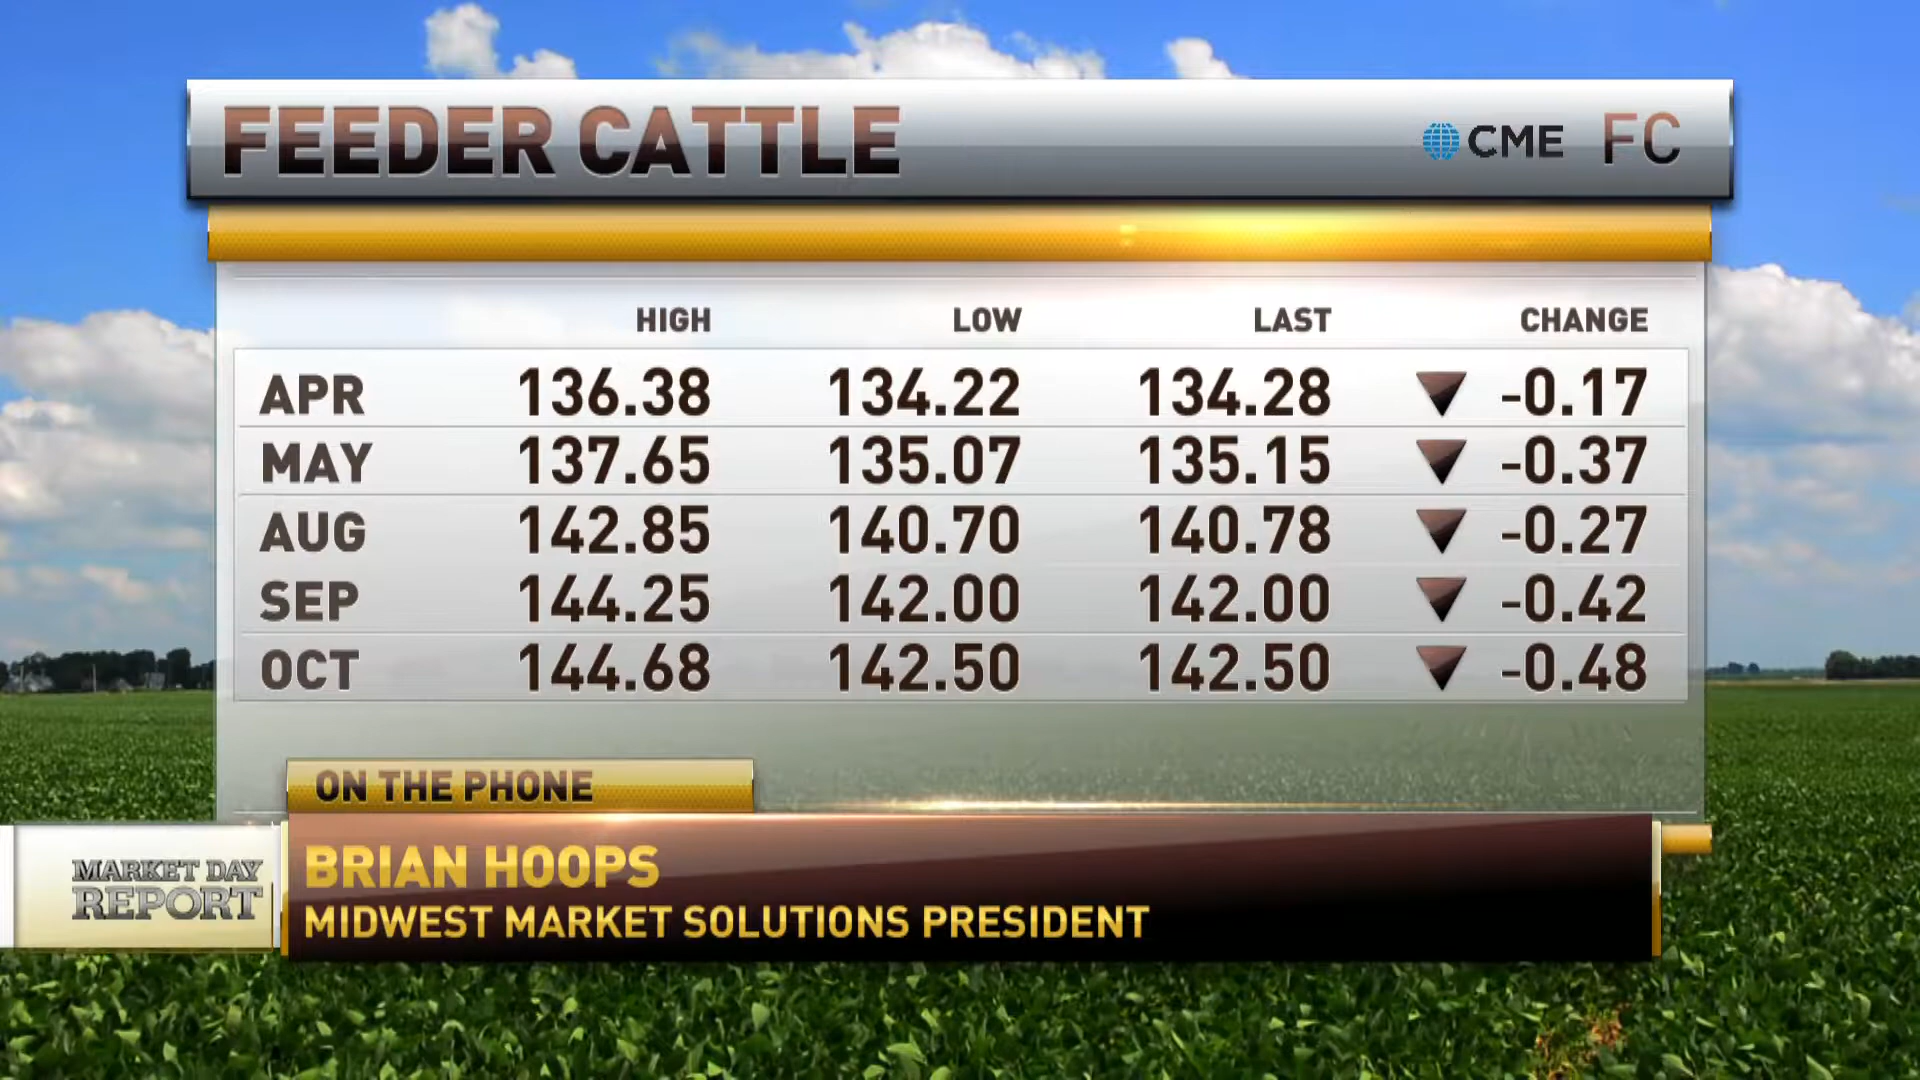 FEEDER CATTLE CME FC
HIGH LOW LAST CHANGE
APR 136.38 134.22 134.28 -0.17
MAY 137.65 135.07 135.15 -0.37
AUG 142.85 140.70 140.78 -0.27
SEP 144.25 142.00 142.00 -0.42
OCT 144.68 142.50 142.50 -0.48
ON THE PHONE
MARKET DAY
REPORT
BRIAN HOOPS
MIDWEST MARKET SOLUTIONS PRESIDENT